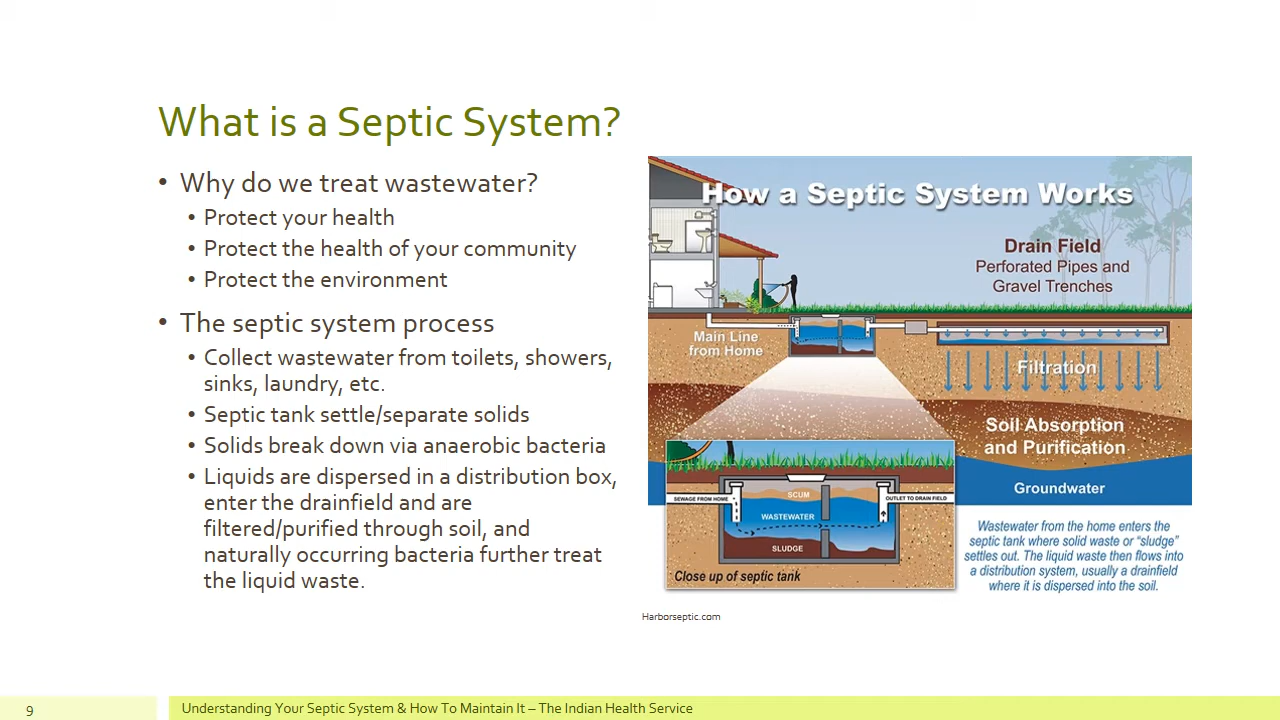 What is a Septic System?
• Why do we treat wastewater?
• Protect your health
• Protect the health of your community
• Protect the environment
• The septic system process
• Collect wastewater from toilets, showers,
sinks, laundry, etc.
• Septic tank settle/separate solids
• Solids break down via anaerobic bacteria
• Liquids are dispersed in a distribution box,
enter the drainfield and are
filtered/purified through soil, and
naturally occurring bacteria further treat
the liquid waste.
How a Septic System Works
Drain Field
Perforated Pipes and
Gravel Trenches
Main Line
from Home
Filtration
Soil Absorption
and Purification
Groundwater
SEWAGE FROM HOME
SCUM
OUTLET TO DRAIN FIELD
WASTEWATER
SLUDGE
Close up of septic tank
Wastewater from the home enters the
septic tank where solid waste or “sludge”
settles out. The liquid waste then flows into
a distribution system, usually a drainfield
where it is dispersed into the soil.
Harborseptic.com
9
Understanding Your Septic System & How To Maintain It – The Indian Health Service